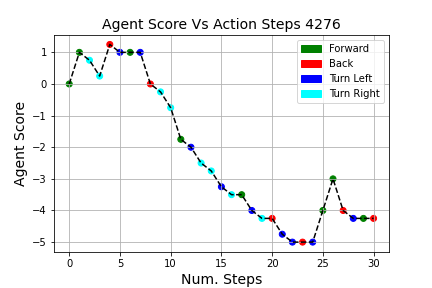 Agent Score Vs Action Steps 4276
Forward
Back
Turn Left
Turn Right
1
0
−1
−2
−3
−4
−5
Agent Score
0 5 10 15 20 25 30
Num. Steps